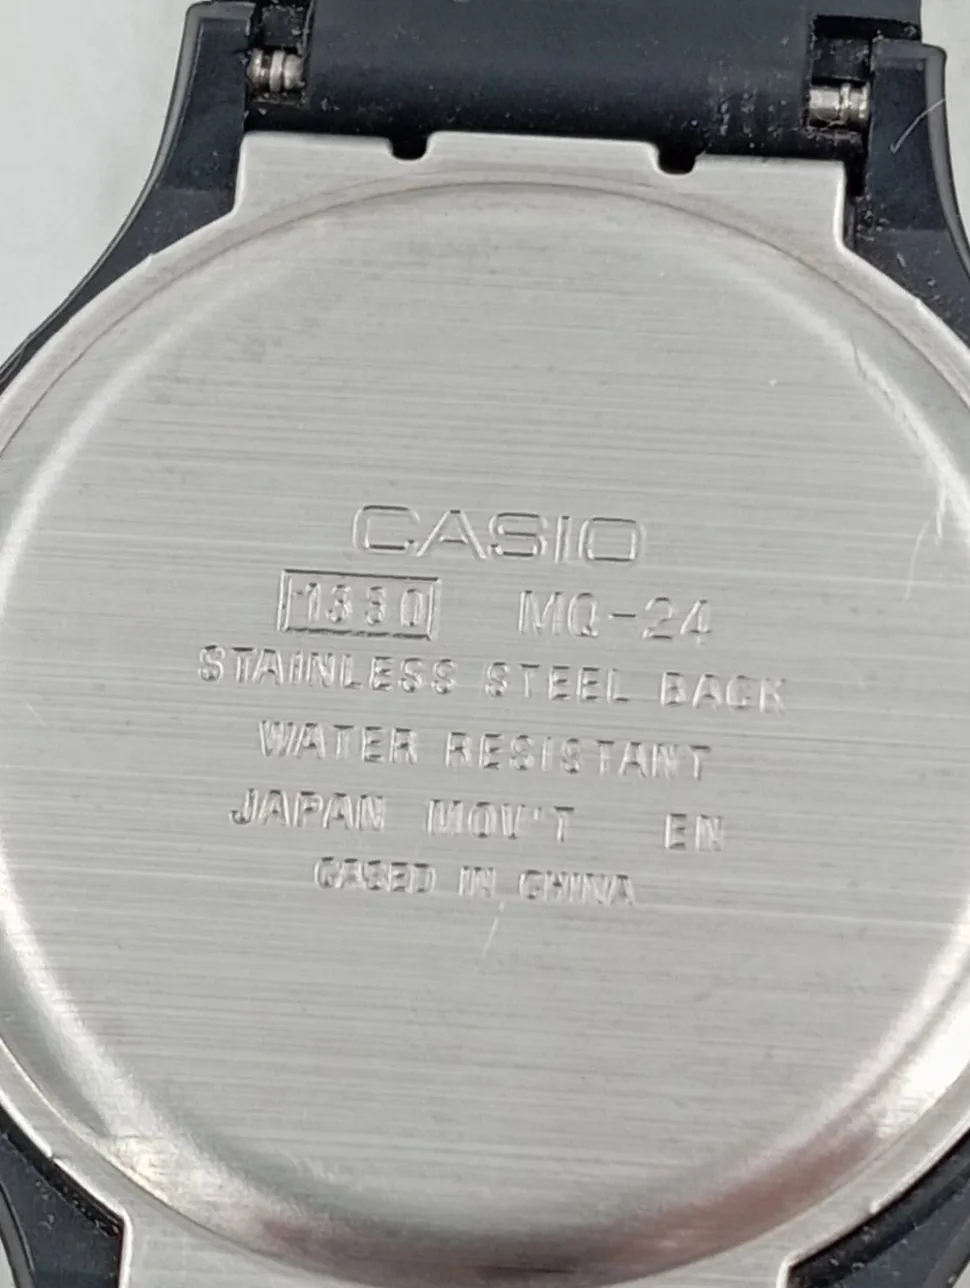 CASIO
1330 MQ-24
STAINLESS STEEL BACK
WATER RESISTANT
JAPAN MOV'T EN
CASED IN CHINA